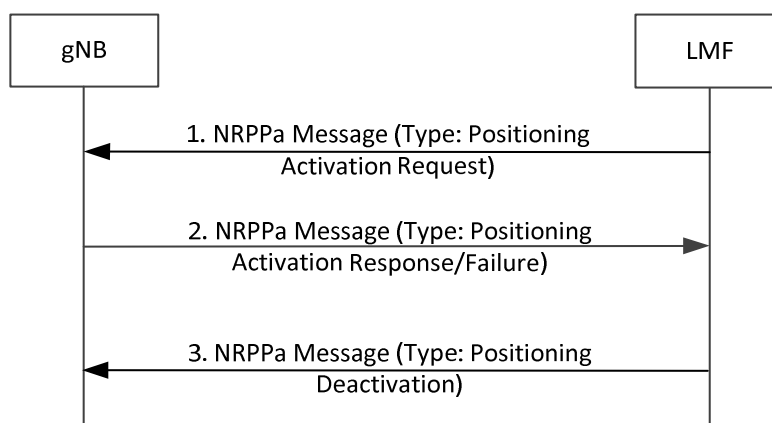 gNB
LMF
1. NRPPa Message (Type: Positioning
Activation Request)
2. NRPPa Message (Type: Positioning
Activation Response/Failure)
3. NRPPa Message (Type: Positioning
Deactivation)